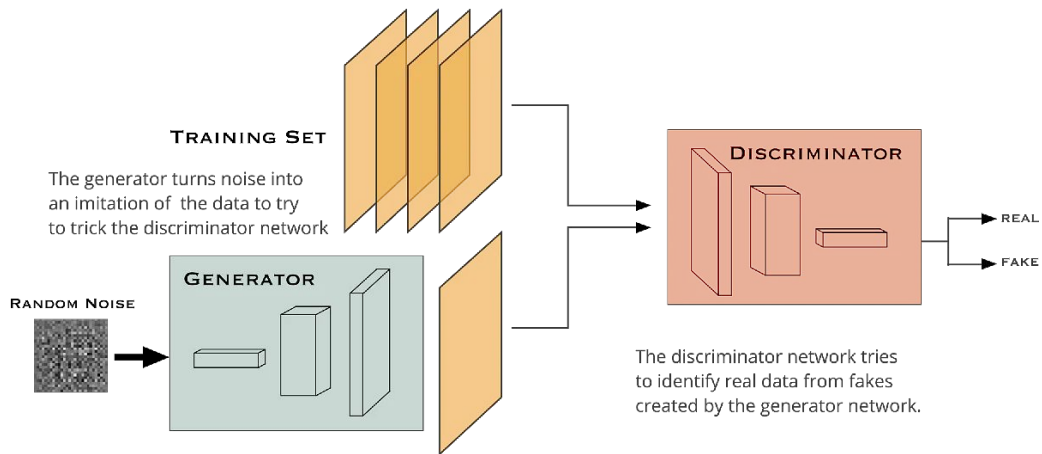 TRAINING SET
The generator turns noise into
an imitation of the data to try
to trick the discriminator network
GENERATOR
RANDOM NOISE
DISCRIMINATOR
REAL
FAKE
The discriminator network tries
to identify real data from fakes
created by the generator network.